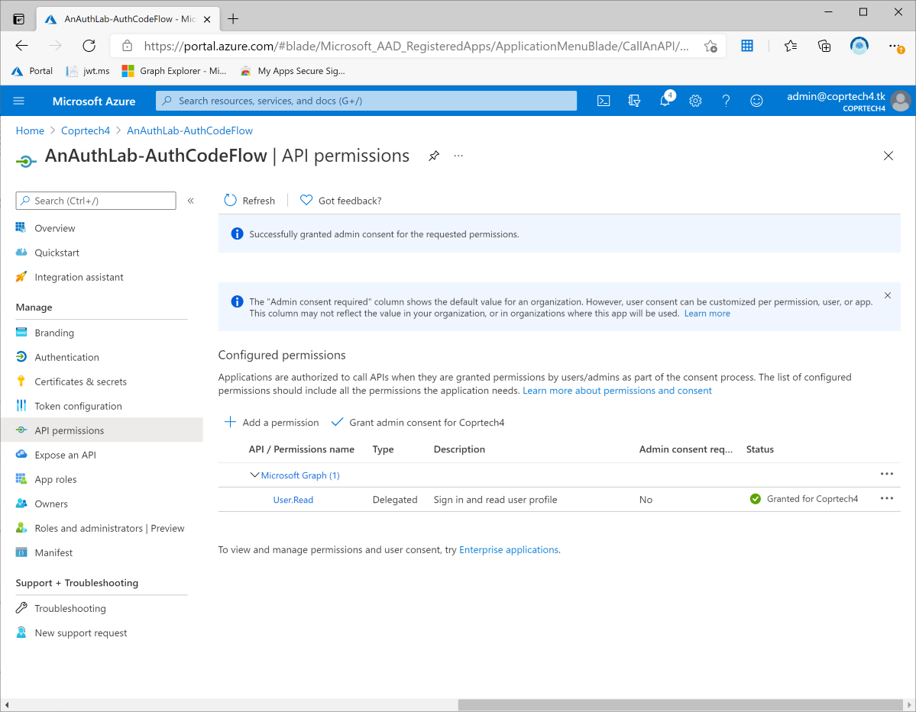 AnAuthLab-AuthCodeFlow - Mic
https://portal.azure.com/#blade/Microsoft_AAD_RegisteredApps/ApplicationMenuBlade/CallAnAPI/...
Portal
jwt.ms
Graph Explorer - Mi...
My Apps Secure Sig...
Microsoft Azure
Search resources, services, and docs (G+/)
4
admin@coprtech4.tk
COPRTECH4
Home > Coprtech4 > AnAuthLab-AuthCodeFlow
AnAuthLab-AuthCodeFlow | API permissions
Search (Ctrl+/)
Overview
Quickstart
Integration assistant
Manage
Branding
Authentication
Certificates & secrets
Token configuration
API permissions
Expose an API
App roles
Owners
Roles and administrators | Preview
Manifest
Support + Troubleshooting
Troubleshooting
New support request
Refresh
Got feedback?
Successfully granted admin consent for the requested permissions.
The "Admin consent required" column shows the default value for an organization. However, user consent can be customized per permission, user, or app.
This column may not reflect the value in your organization, or in organizations where this app will be used. Learn more
Configured permissions
Applications are authorized to call APIs when they are granted permissions by users/admins as part of the consent process. The list of configured
permissions should include all the permissions the application needs. Learn more about permissions and consent
Add a permission
Grant admin consent for Coprtech4
API / Permissions name Type Description Admin consent req... Status
Microsoft Graph (1)
User.Read Delegated Sign in and read user profile No Granted for Coprtech4
To view and manage permissions and user consent, try Enterprise applications.